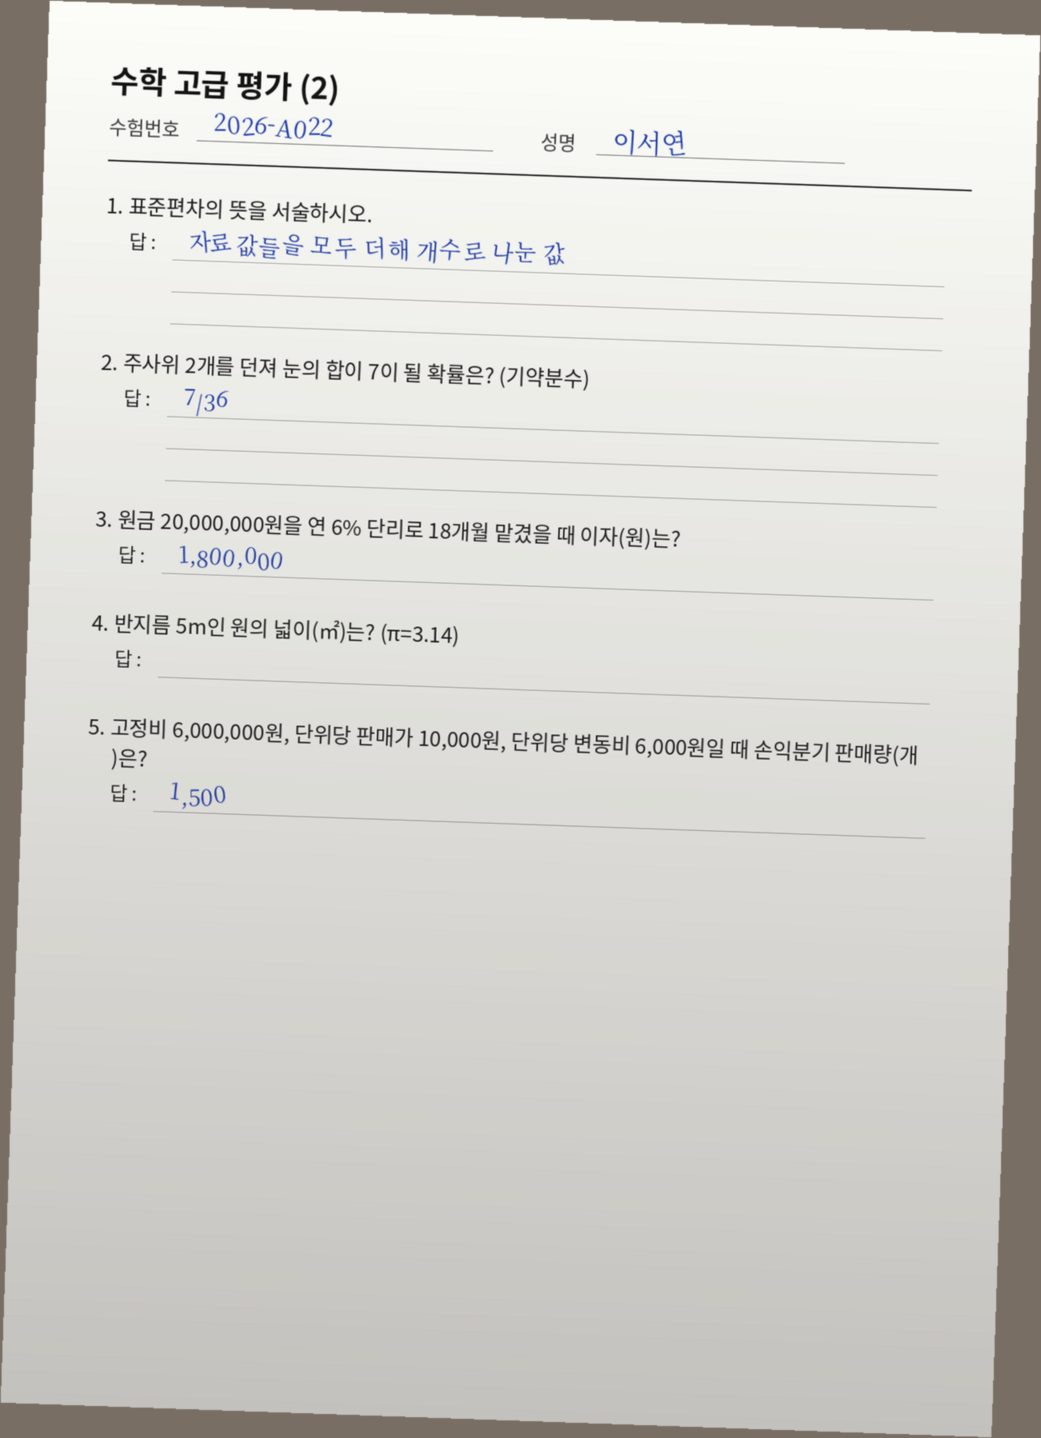 수학 고급 평가 (2)
수험번호 2026-A022 성명 이서연
1. 표준편차의 뜻을 서술하시오.
답 : 자료 값들을 모두 더해 개수로 나눈 값
2. 주사위 2개를 던져 눈의 합이 7이 될 확률은? (기약분수)
답 : 7/36
3. 원금 20,000,000원을 연 6% 단리로 18개월 맡겼을 때 이자(원)는?
답 : 1,800,000
4. 반지름 5m인 원의 넓이(㎡)는? (π=3.14)
답 :
5. 고정비 6,000,000원, 단위당 판매가 10,000원, 단위당 변동비 6,000원일 때 손익분기 판매량(개
)은?
답 : 1,500